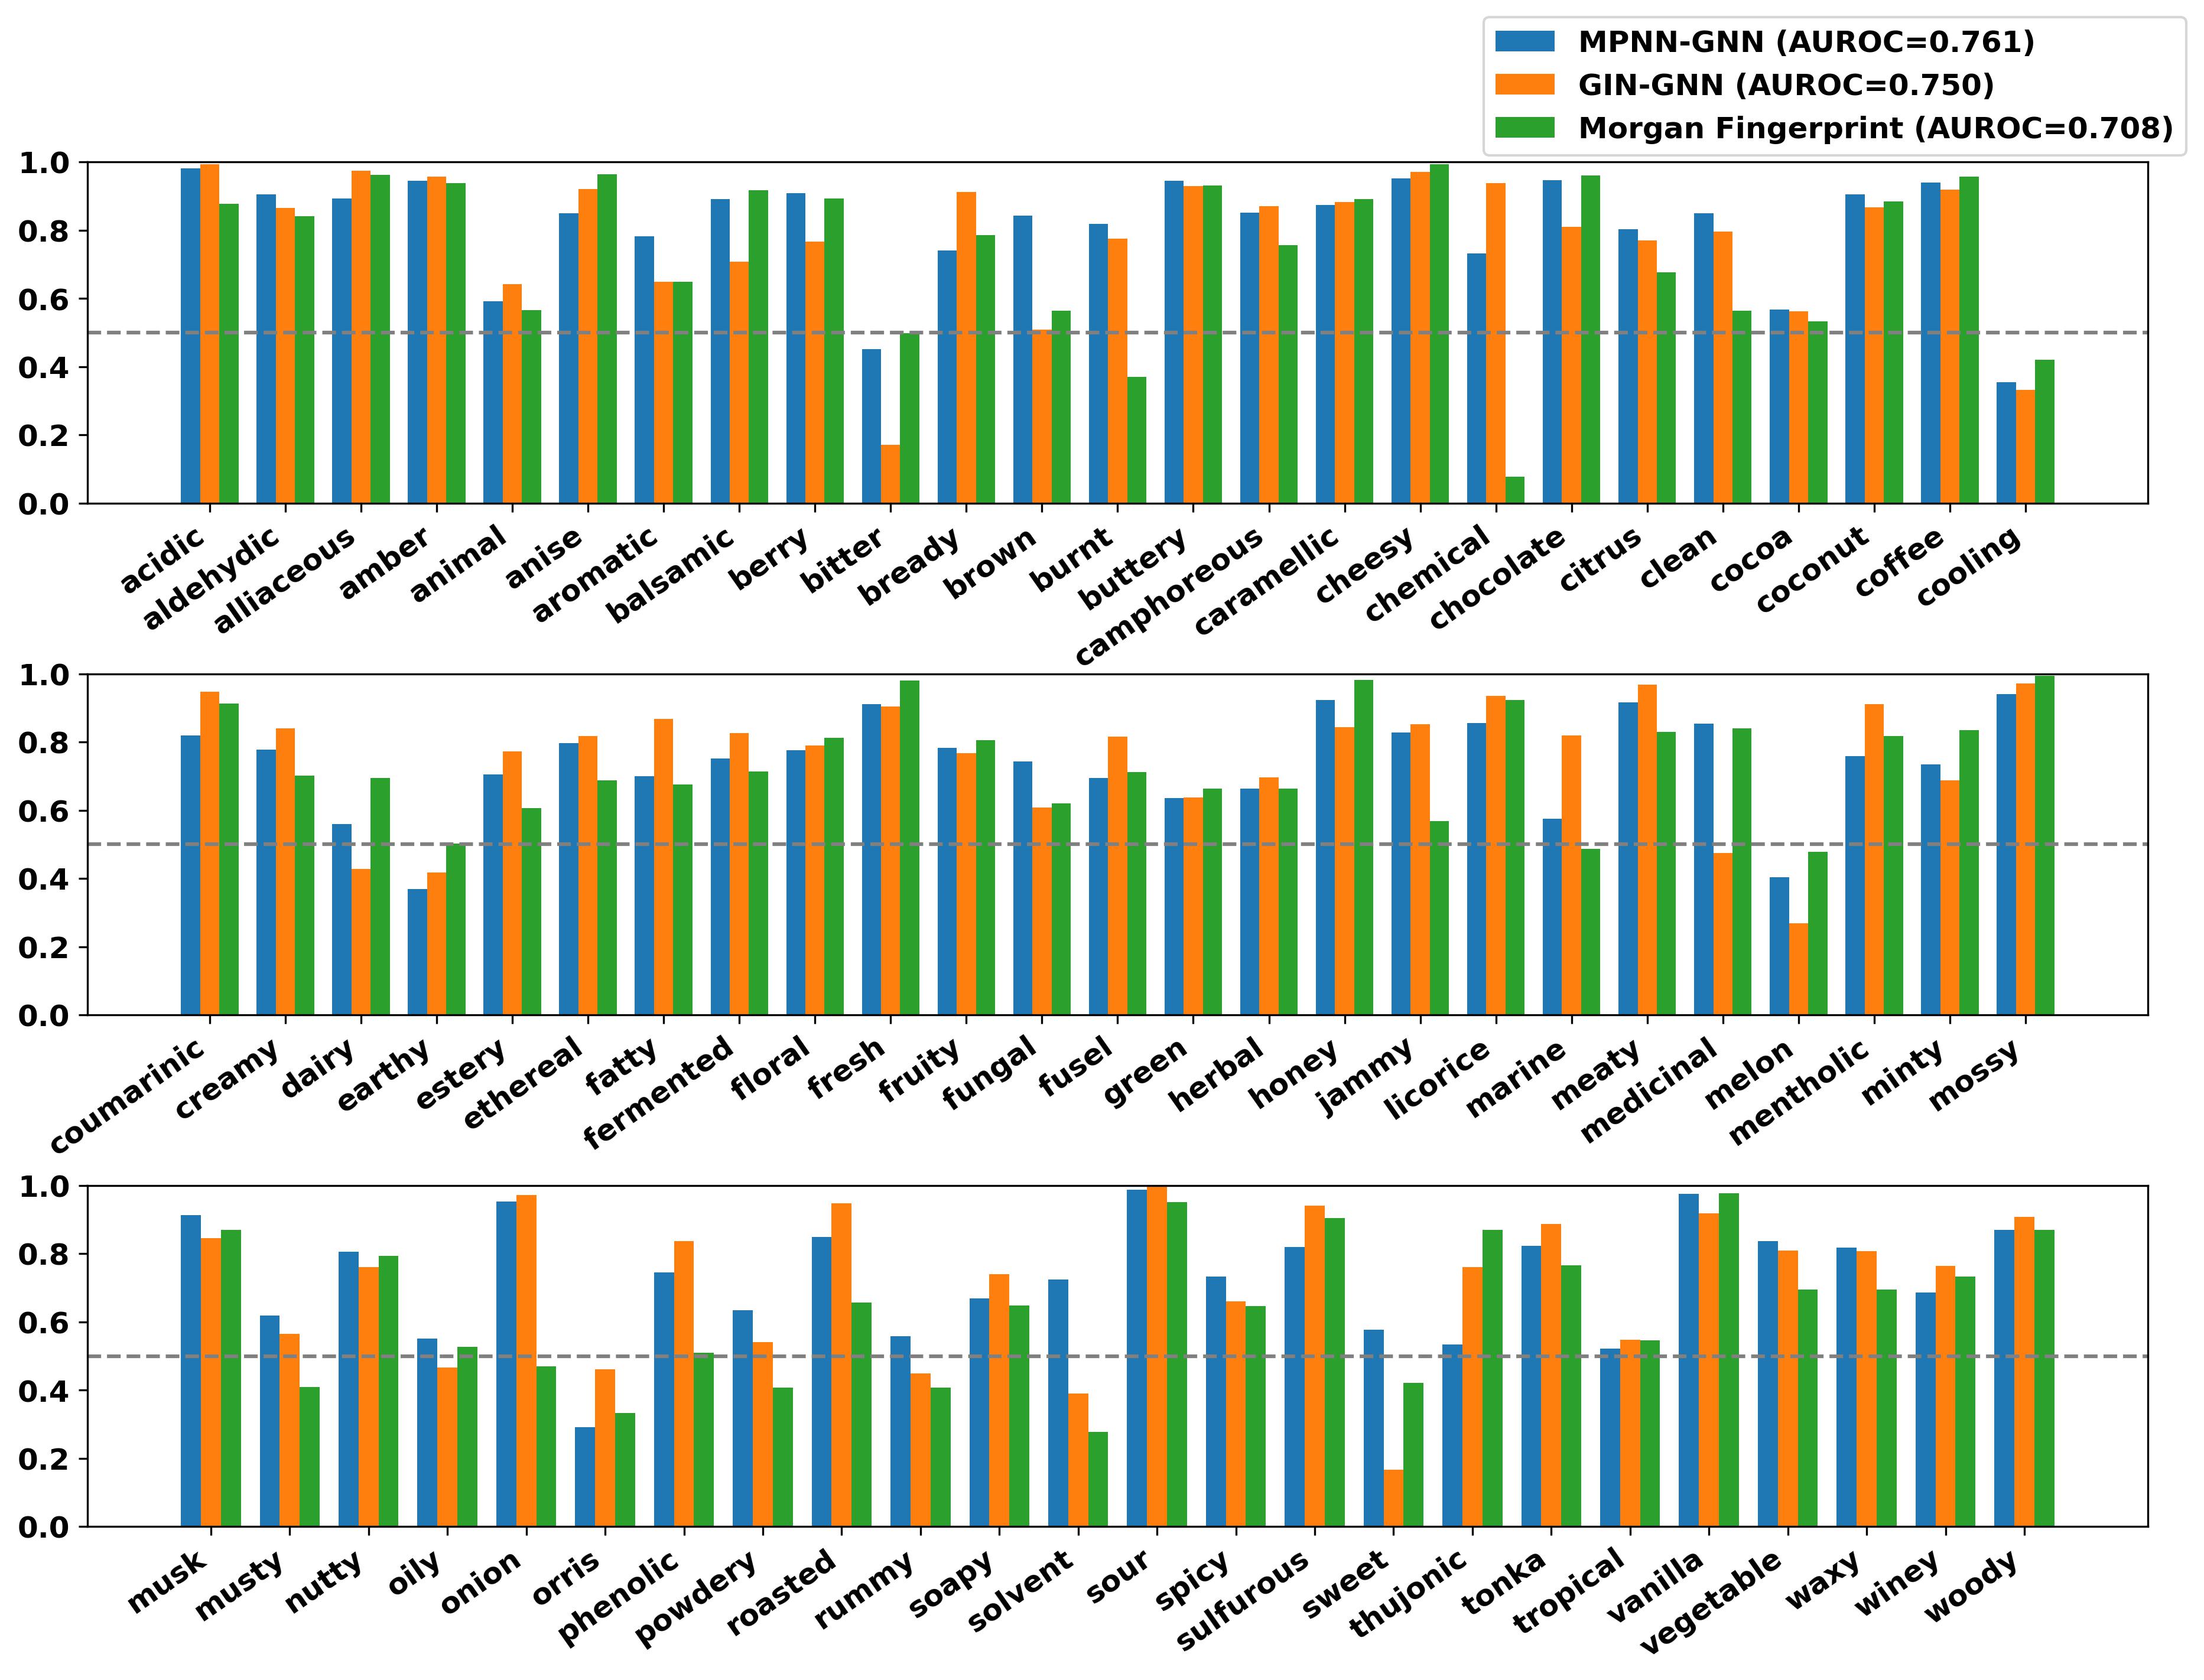 MPNN-GNN (AUROC=0.761)
GIN-GNN (AUROC=0.750)
Morgan Fingerprint (AUROC=0.708)
1.0
0.8
0.6
0.4
0.2
0.0
acidic
aldehydic
alliaceous
amber
animal
anise
aromatic
balsamic
berry
bitter
bready
brown
burnt
buttery
camphoreous
caramellic
cheesy
chemical
chocolate
citrus
clean
cocoa
coconut
coffee
cooling
1.0
0.8
0.6
0.4
0.2
0.0
coumarinic
creamy
dairy
earthy
estery
ethereal
fatty
fermented
floral
fresh
fruity
fungal
fusel
green
herbal
honey
jammy
licorice
marine
meaty
medicinal
melon
mentholic
minty
mossy
1.0
0.8
0.6
0.4
0.2
0.0
musk
musty
nutty
oily
onion
orris
phenolic
powdery
roasted
rummy
soapy
solvent
sour
spicy
sulfurous
sweet
thujonic
tonka
tropical
vanilla
vegetable
waxy
winey
woody